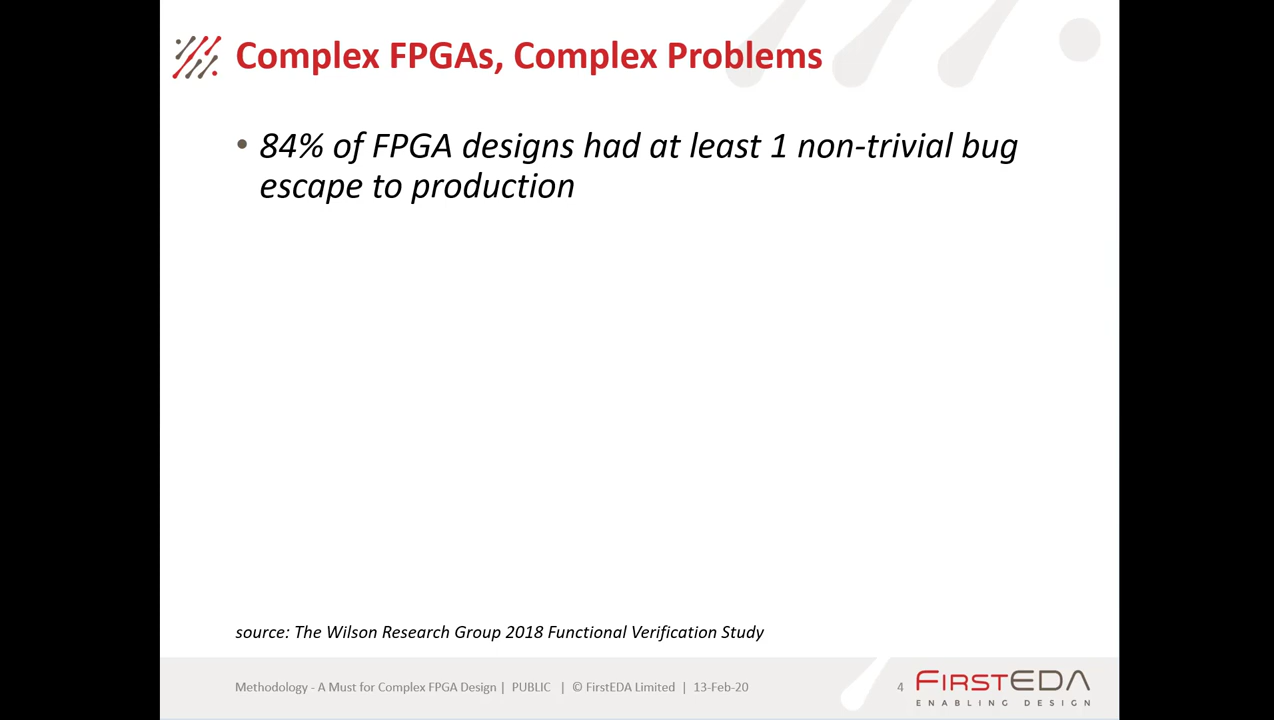 Complex FPGAs, Complex Problems
• 84% of FPGA designs had at least 1 non-trivial bug
escape to production
source: The Wilson Research Group 2018 Functional Verification Study
Methodology - A Must for Complex FPGA Design | PUBLIC | © FirstEDA Limited | 13-Feb-20
4
FIRSTEDA
ENABLING DESIGN